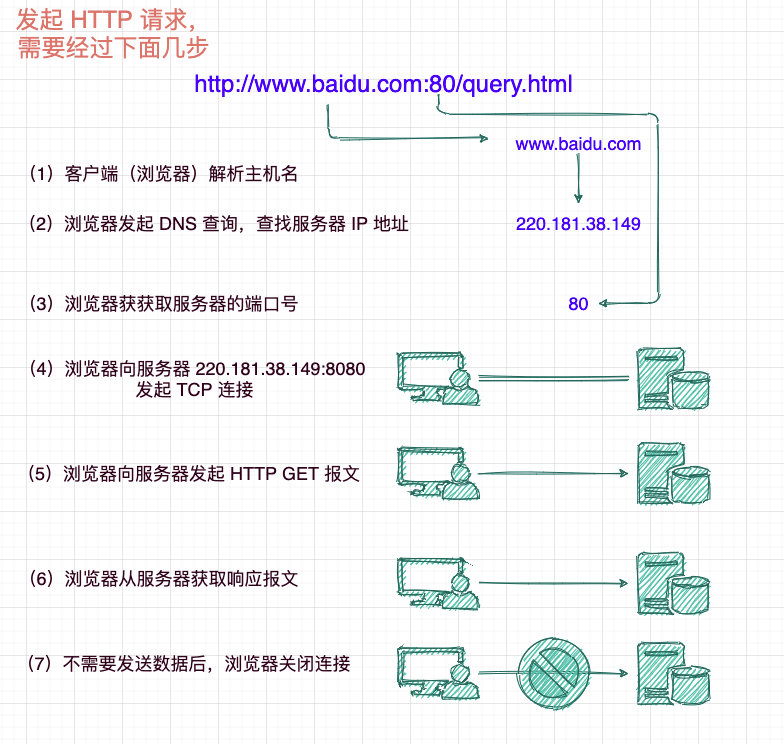 发起 HTTP 请求，
需要经过下面几步
http://www.baidu.com:80/query.html
www.baidu.com
（1）客户端（浏览器）解析主机名
（2）浏览器发起 DNS 查询，查找服务器 IP 地址
220.181.38.149
（3）浏览器获获取服务器的端口号
80
（4）浏览器向服务器 220.181.38.149:8080
发起 TCP 连接
（5）浏览器向服务器发起 HTTP GET 报文
（6）浏览器从服务器获取响应报文
（7）不需要发送数据后，浏览器关闭连接